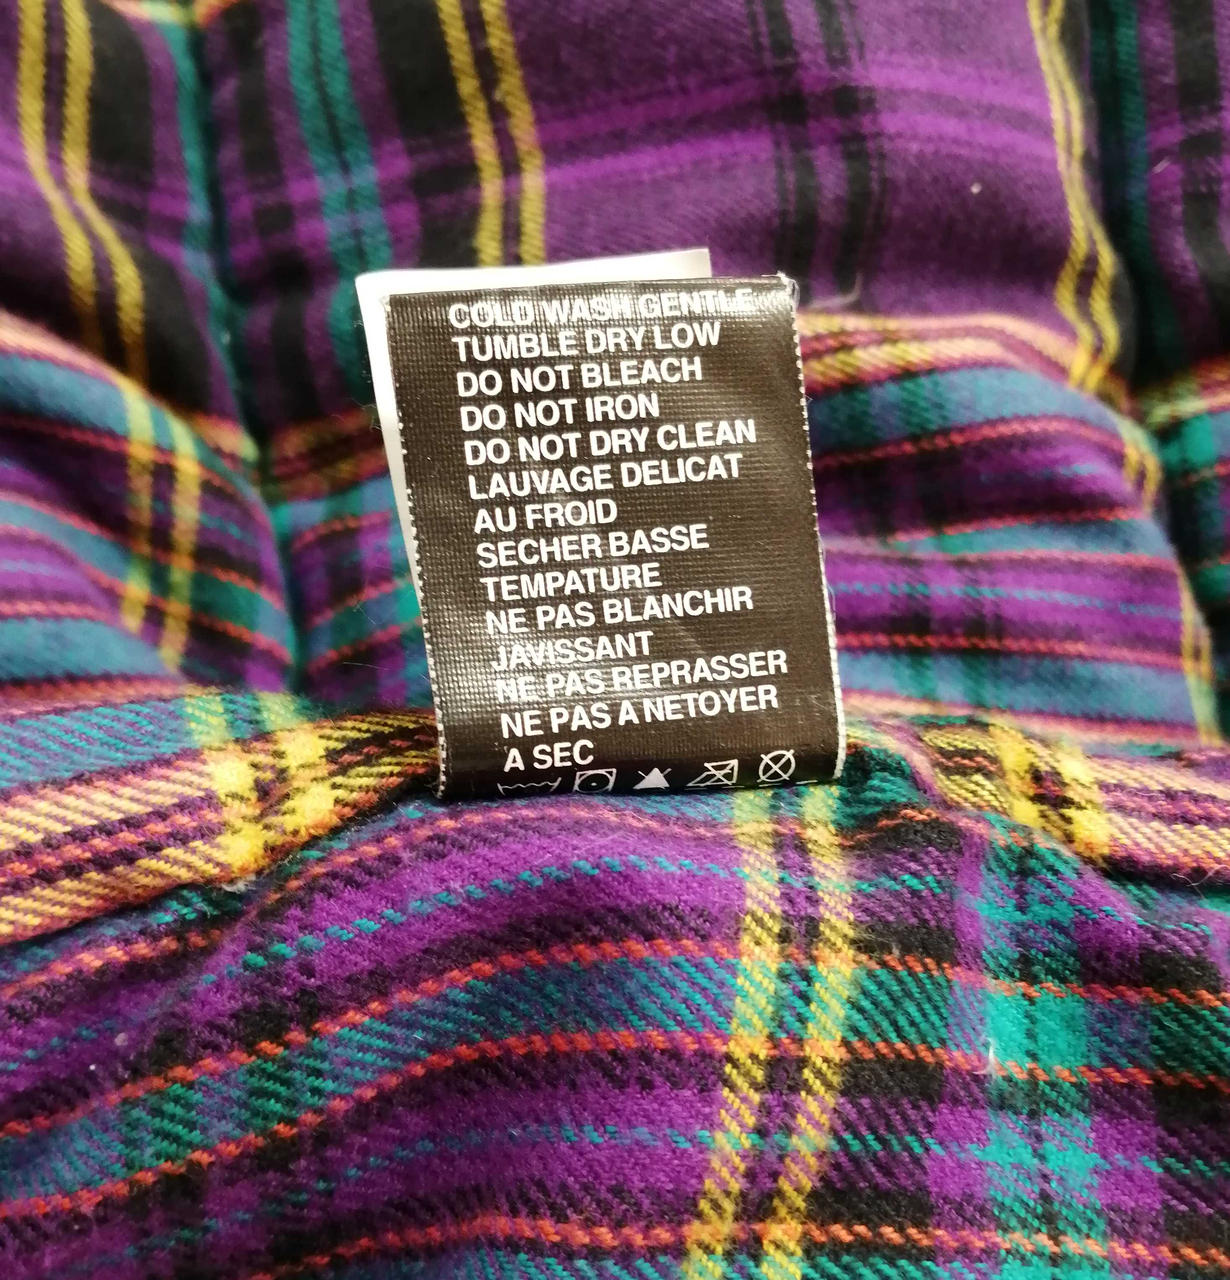 COLD WASH GENTLE
TUMBLE DRY LOW
DO NOT BLEACH
DO NOT IRON
DO NOT DRY CLEAN
LAUVAGE DELICAT
AU FROID
SECHER BASSE
TEMPATURE
NE PAS BLANCHIR
JAVISSANT
NE PAS REPRASSER
NE PAS A NETOYER
A SEC